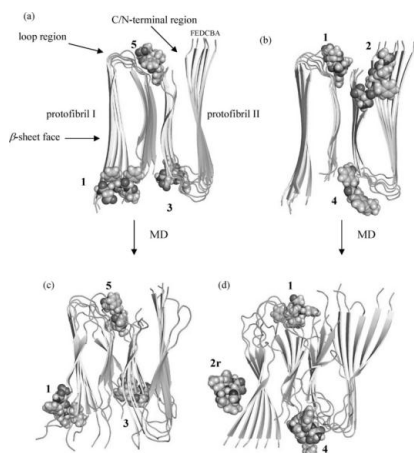 (a)
C/N-terminal region
loop region
5
FEDCBA
protofibril I
protofibril II
β-sheet face
1
3
MD
(b)
1
2
4
MD
(c)
5
1
3
(d)
1
2r
4